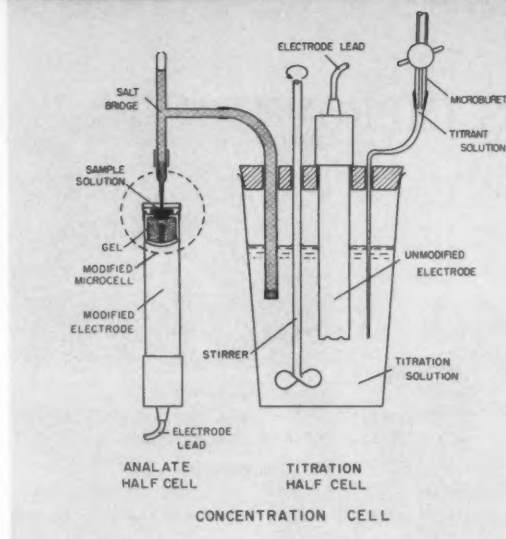 ELECTRODE LEAD
SALT
BRIDGE
MICROBURET
TITRANT
SOLUTION
SAMPLE
SOLUTION
GEL
MODIFIED
MICROCELL
MODIFIED
ELECTRODE
UNMODIFIED
ELECTRODE
STIRRER
TITRATION
SOLUTION
ELECTRODE
LEAD
ANALATE
HALF CELL
TITRATION
HALF CELL
CONCENTRATION CELL